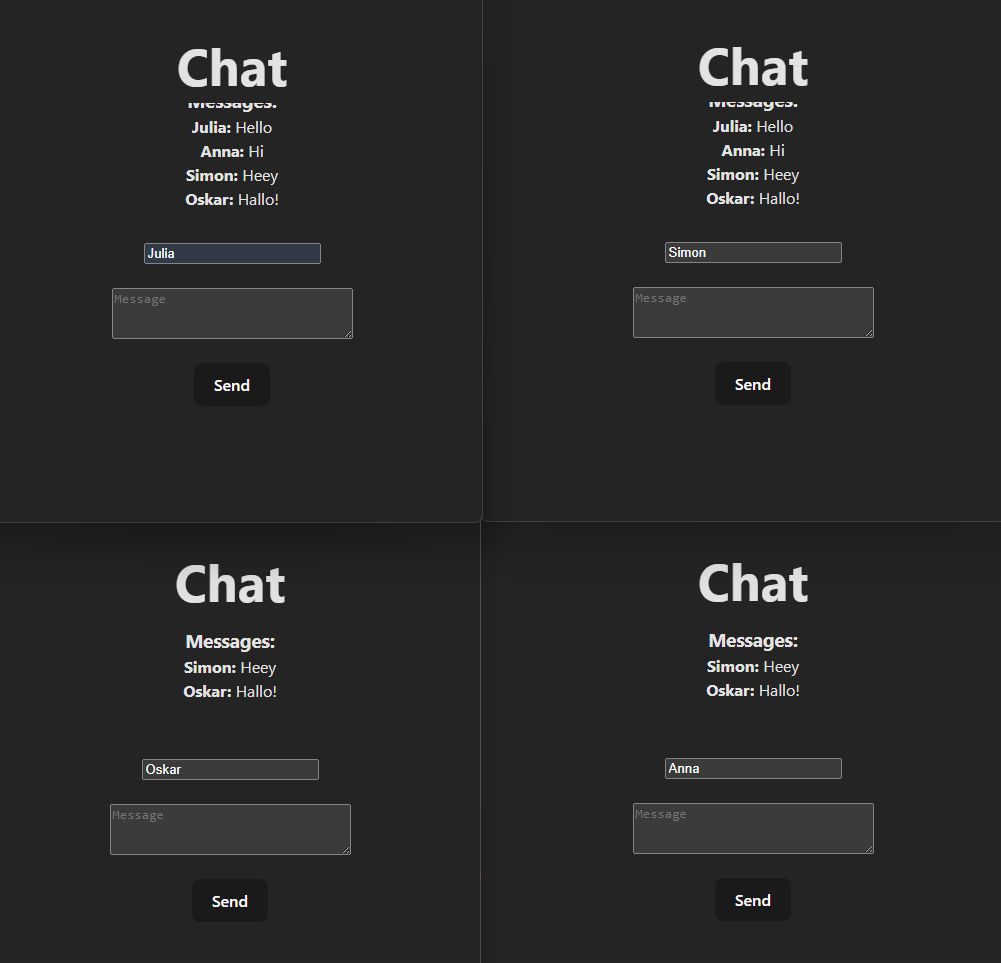 Chat
Messages:
Julia: Hello
Anna: Hi
Simon: Heey
Oskar: Hallo!
Julia
Message
Send
Chat
Messages:
Julia: Hello
Anna: Hi
Simon: Heey
Oskar: Hallo!
Simon
Message
Send
Chat
Messages:
Simon: Heey
Oskar: Hallo!
Oskar
Message
Send
Chat
Messages:
Simon: Heey
Oskar: Hallo!
Anna
Message
Send